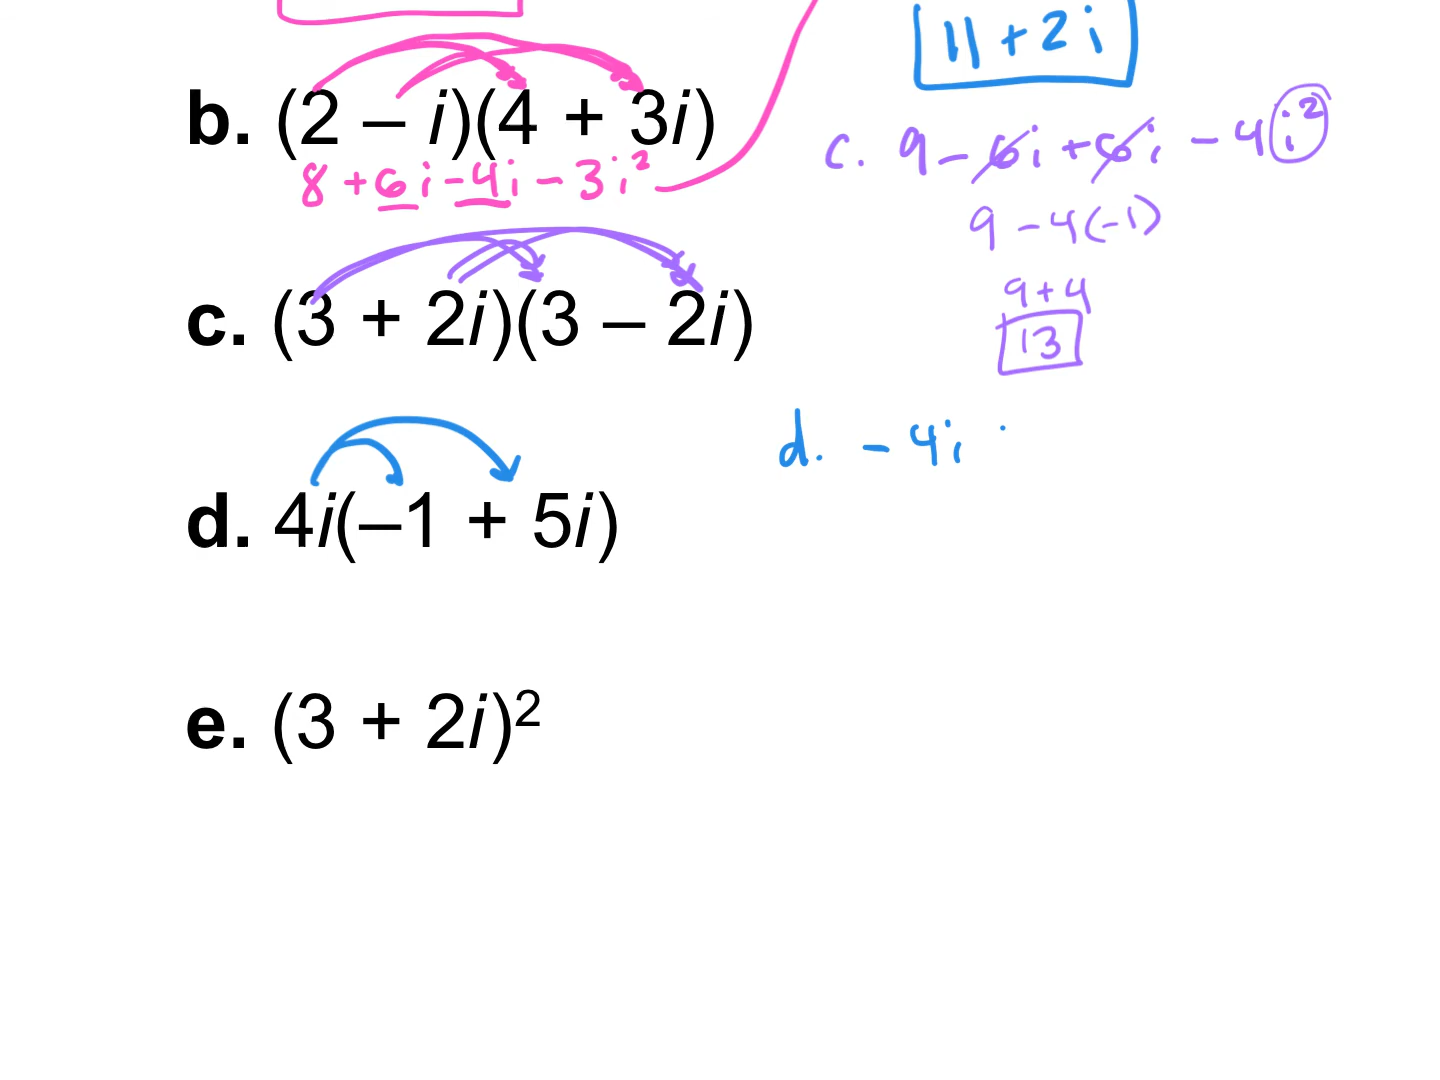 11 + 2i
b. (2 – i)(4 + 3i)
8 + 6i - 4i - 3i²
c. 9 - 6i + 6i - 4i²
9 - 4(-1)
9 + 4
13
c. (3 + 2i)(3 – 2i)
d. - 4i
d. 4i(–1 + 5i)
e. (3 + 2i)²